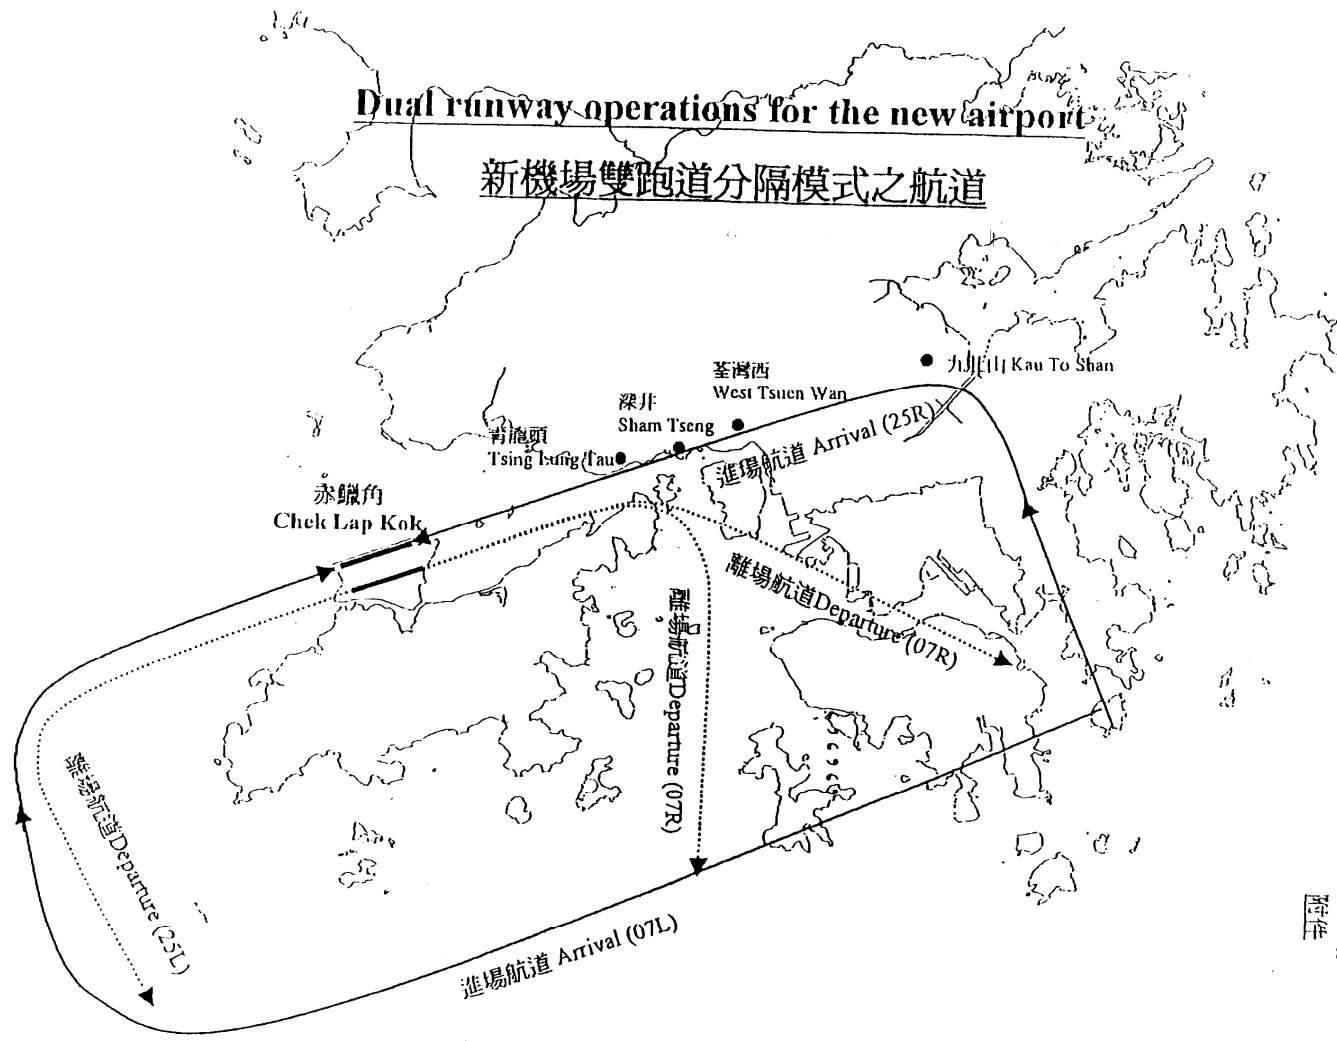 Dual runway operations for the new airport
新機場雙跑道分隔模式之航道
九肚山 Kau To Shan
荃灣西
West Tsuen Wan
深井
Sham Tseng
青龍頭
Tsing Lung Tau
進場航道 Arrival (25R)
赤鱲角
Chek Lap Kok
離場航道Departure (07R)
離場航道Departure (07R)
離場航道Departure (25L)
進場航道 Arrival (07L)
附件